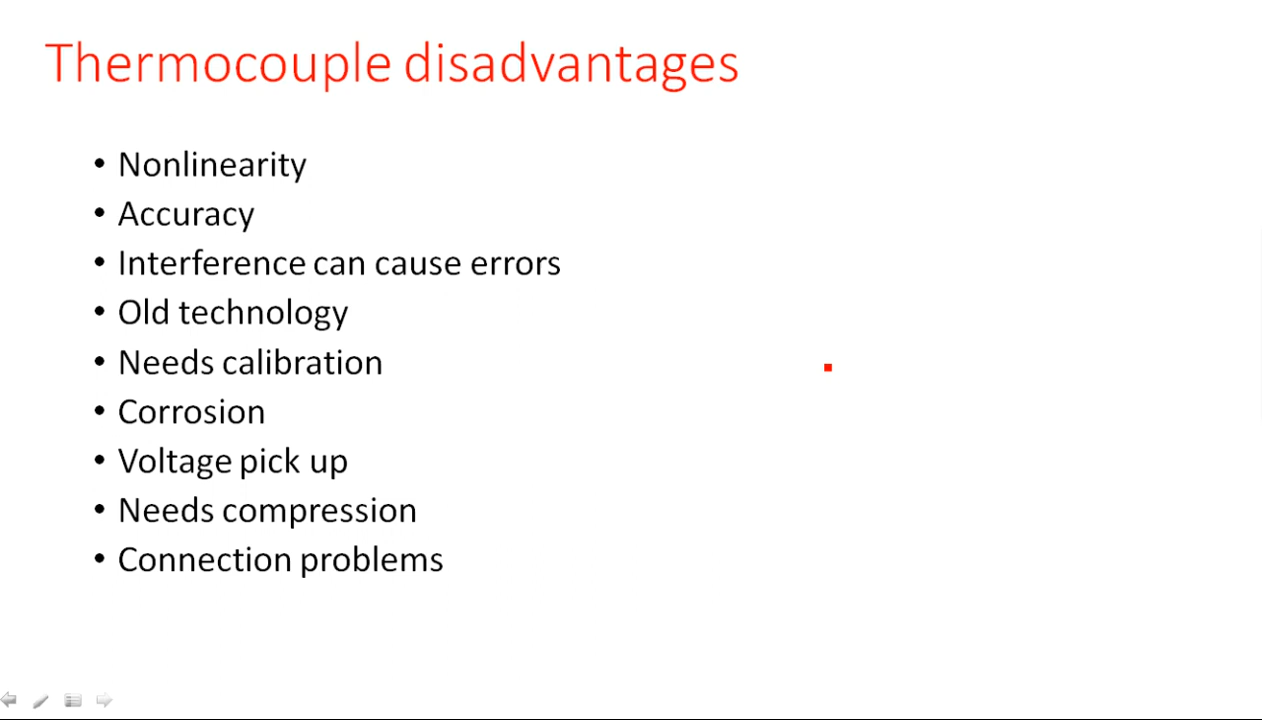 Thermocouple disadvantages
• Nonlinearity
• Accuracy
• Interference can cause errors
• Old technology
• Needs calibration
• Corrosion
• Voltage pick up
• Needs compression
• Connection problems